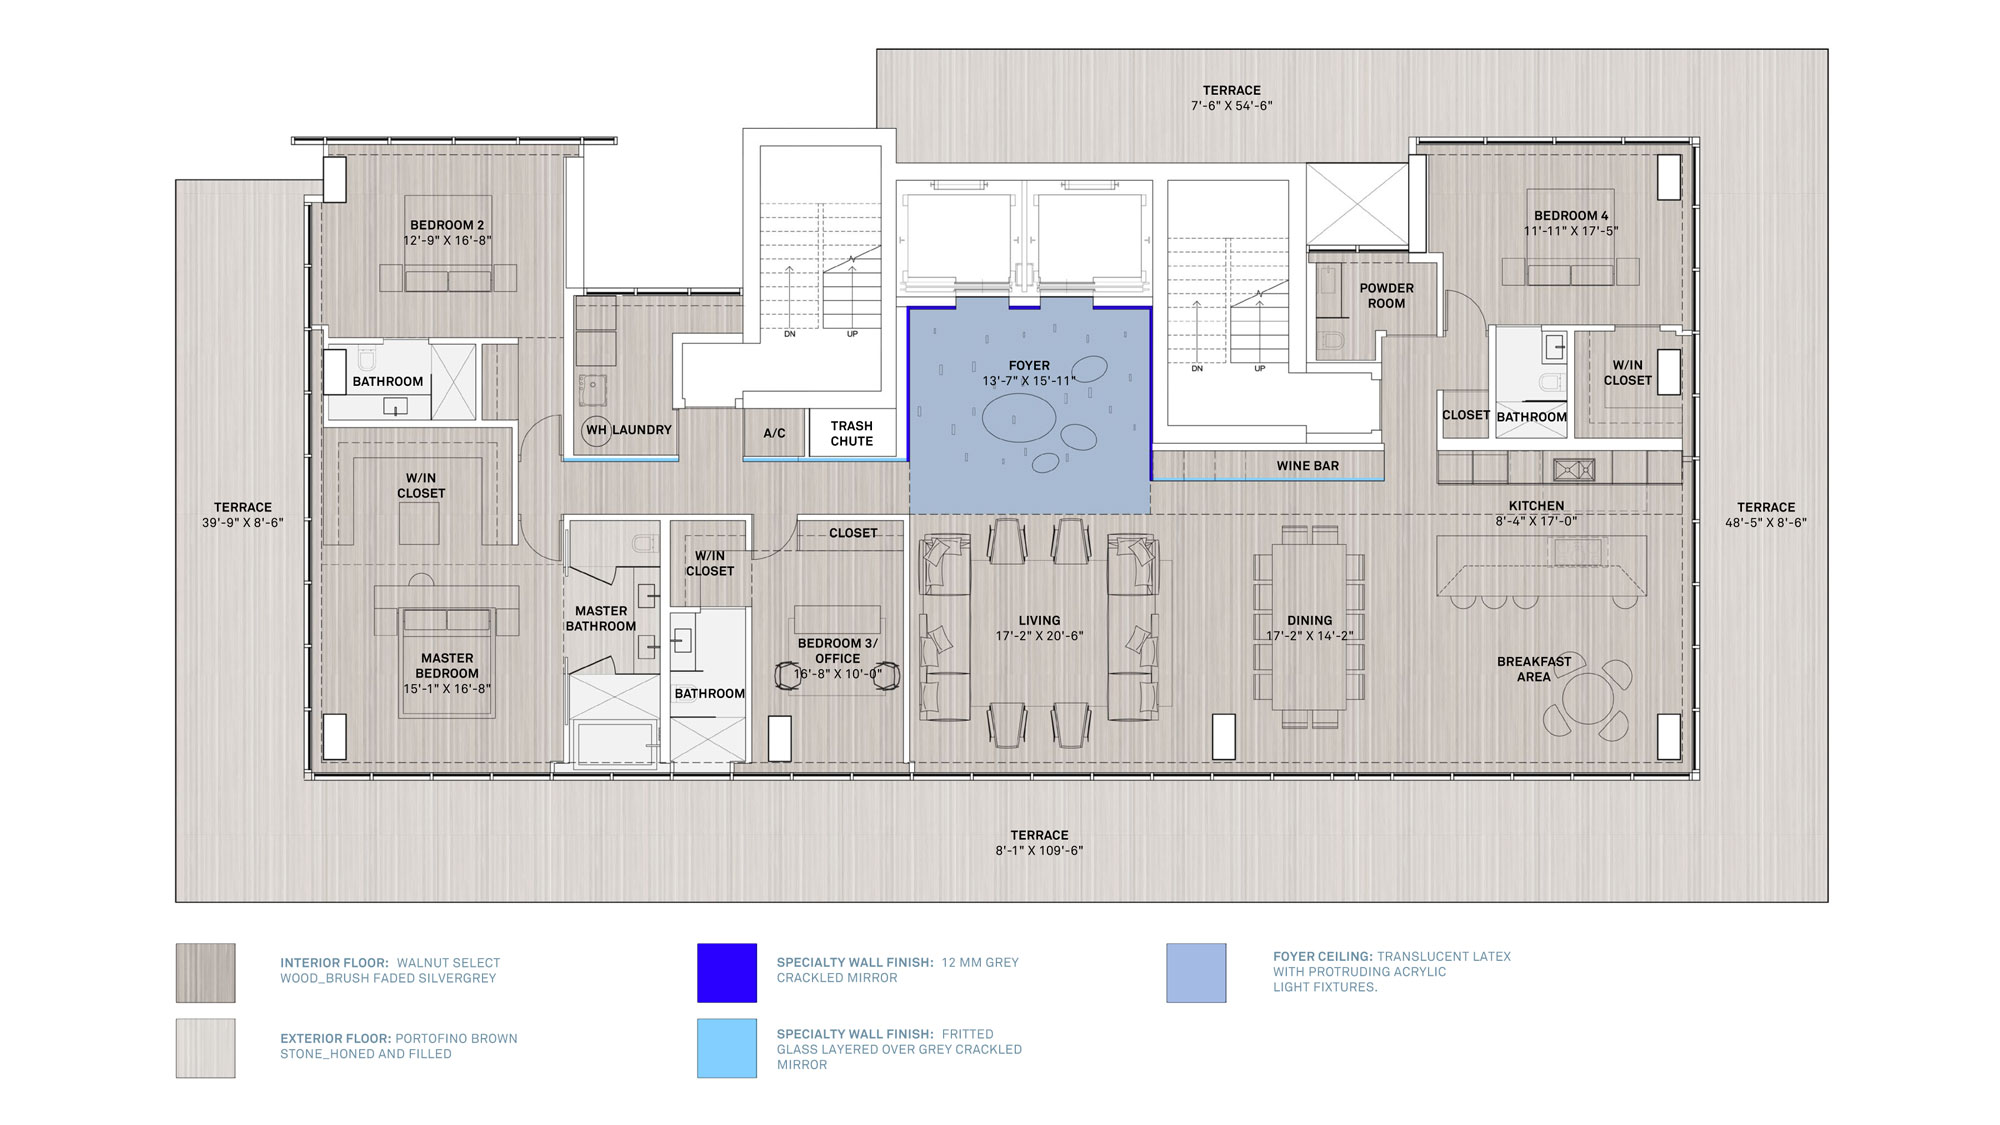 TERRACE
7'-6" X 54'-6"
BEDROOM 2
12'-9" X 16'-8"
BEDROOM 4
11'-11" X 17'-5"
POWDER
ROOM
DN
UP
DN
UP
FOYER
13'-7" X 15'-11"
BATHROOM
W/IN
CLOSET
CLOSET
BATHROOM
WH
LAUNDRY
A/C
TRASH
CHUTE
WINE BAR
W/IN
CLOSET
TERRACE
39'-9" X 8'-6"
KITCHEN
8'-4" X 17'-0"
TERRACE
48'-5" X 8'-6"
CLOSET
W/IN
CLOSET
MASTER
BATHROOM
LIVING
17'-2" X 20'-6"
DINING
17'-2" X 14'-2"
BEDROOM 3/
OFFICE
16'-8" X 10'-0"
MASTER
BEDROOM
15'-1" X 16'-8"
BREAKFAST
AREA
BATHROOM
TERRACE
8'-1" X 109'-6"
INTERIOR FLOOR: WALNUT SELECT
WOOD_BRUSH FADED SILVERGREY
EXTERIOR FLOOR: PORTOFINO BROWN
STONE_HONED AND FILLED
SPECIALTY WALL FINISH: 12 MM GREY
CRACKLED MIRROR
SPECIALTY WALL FINISH: FRITTED
GLASS LAYERED OVER GREY CRACKLED
MIRROR
FOYER CEILING: TRANSLUCENT LATEX
WITH PROTRUDING ACRYLIC
LIGHT FIXTURES.